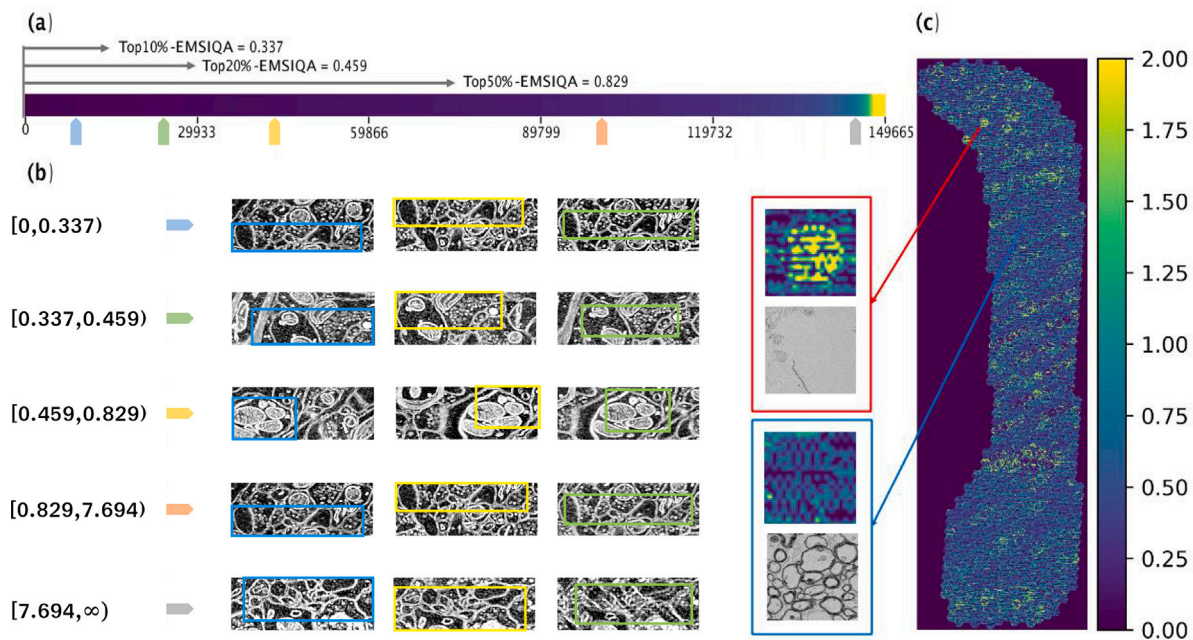 (a)
Top10%-EMSIQA = 0.337
Top20%-EMSIQA = 0.459
Top50%-EMSIQA = 0.829
0 29933 59866 89799 119732 149665
(b)
[0,0.337)
[0.337,0.459)
[0.459,0.829)
[0.829,7.694)
[7.694,∞)
(c)
2.00
1.75
1.50
1.25
1.00
0.75
0.50
0.25
0.00